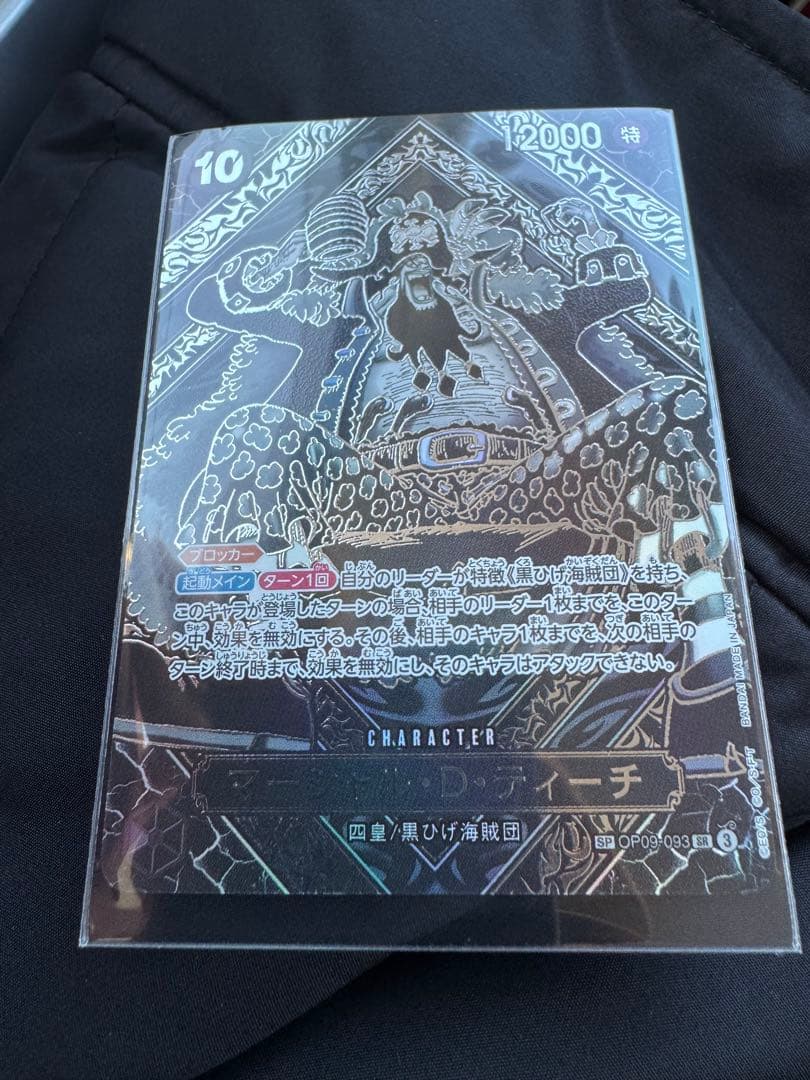 10
12000 特
ブロッカー
起動メイン ターン1回 自分のリーダーが特徴《黒ひげ海賊団》を持ち、
このキャラが登場したターンの場合、相手のリーダー1枚までを、このター
ン中、効果を無効にする。その後、相手のキャラ1枚までを、次の相手の
ターン終了時まで、効果を無効にし、そのキャラはアタックできない。
CHARACTER
マーシャル・D・ティーチ
四皇/黒ひげ海賊団
SP OP09-093 SR 3
BANDAI MADE IN JAPAN